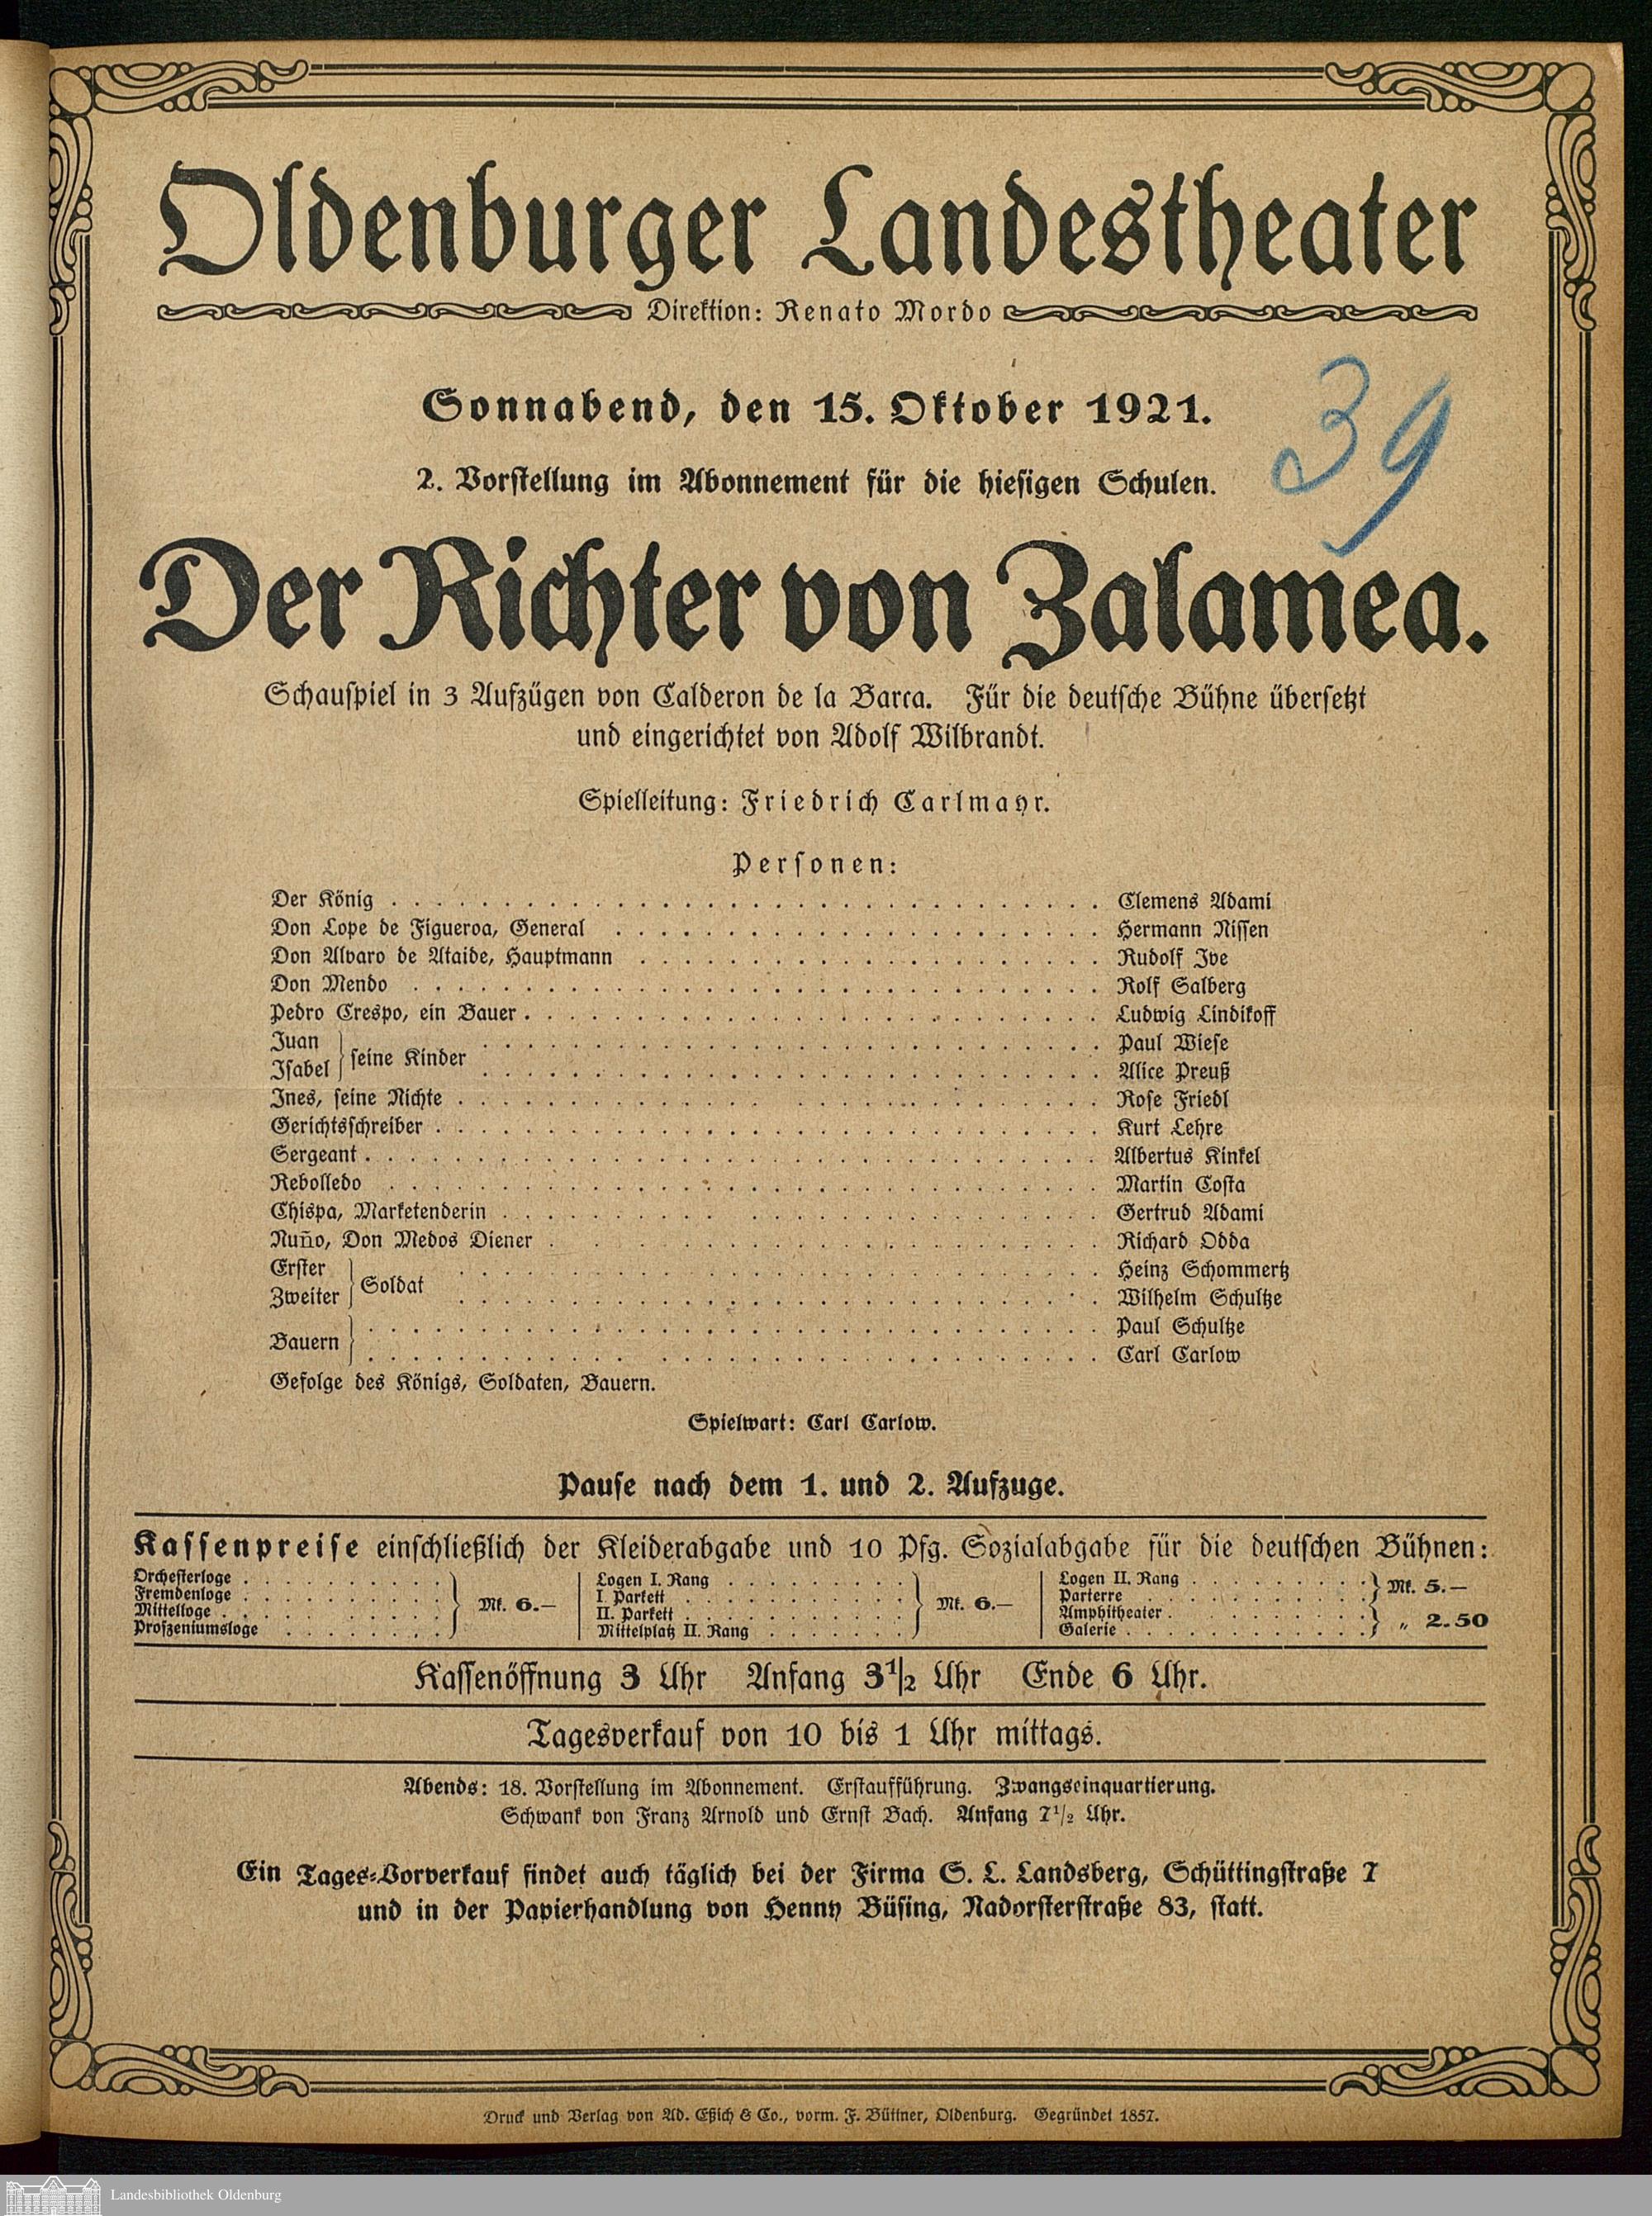 Oldenburger Landestheater
Direktion: Renato Mordo
Sonnabend, den 15. Oktober 1921.
39
2. Vorstellung im Abonnement für die hiesigen Schulen.
Der Richter von Zalamea.
Schauspiel in 3 Aufzügen von Calderon de la Barca. Für die deutsche Bühne übersetzt
und eingerichtet von Adolf Wilbrandt.
Spielleitung: Friedrich Carlmayr.
Personen:
Der König . . . . . . . . . . Clemens Adami
Don Lope de Figueroa, General . . . . . . . . . . Hermann Nissen
Don Alvaro de Ataide, Hauptmann . . . . . . . . . . Rudolf Ive
Don Mendo . . . . . . . . . . Rolf Salberg
Pedro Crespo, ein Bauer . . . . . . . . . . Ludwig Lindikoff
Juan } seine Kinder . . . . . . . . . . Paul Wiese
Isabel } . . . . . . . . . . Alice Preuß
Ines, seine Nichte . . . . . . . . . . Rose Friedl
Gerichtsschreiber . . . . . . . . . . Kurt Lehre
Sergeant . . . . . . . . . . Albertus Kinkel
Rebolledo . . . . . . . . . . Martin Costa
Chispa, Marketenderin . . . . . . . . . . Gertrud Adami
Nuño, Don Medos Diener . . . . . . . . . . Richard Odda
Erster } Soldat . . . . . . . . . . Heinz Schommertz
Zweiter } . . . . . . . . . . Wilhelm Schultze
Bauern } . . . . . . . . . . Paul Schultze
. . . . . . . . . . Carl Carlow
Gefolge des Königs, Soldaten, Bauern.
Spielwart: Carl Carlow.
Pause nach dem 1. und 2. Aufzuge.
Kassenpreise einschließlich der Kleiderabgabe und 10 Pfg. Sozialabgabe für die deutschen Bühnen:
Orchesterloge . . . . .
Fremdenloge . . . . .
Mittelloge . . . . .
Proszeniumsloge . . . . .
} Mk. 6.—
Logen I. Rang . . . . .
I. Parkett . . . . .
II. Parkett . . . . .
Mittelplatz II. Rang . . . . .
} Mk. 6.—
Logen II. Rang . . . . .
Parterre . . . . .
} Mk. 5.—
Amphitheater . . . . .
Galerie . . . . .
} „ 2.50
Kassenöffnung 3 Uhr Anfang 3½ Uhr Ende 6 Uhr.
Tagesverkauf von 10 bis 1 Uhr mittags.
Abends: 18. Vorstellung im Abonnement. Erstaufführung. Zwangseinquartierung.
Schwank von Franz Arnold und Ernst Bach. Anfang 7½ Uhr.
Ein Tages-Vorverkauf findet auch täglich bei der Firma S. L. Landsberg, Schüttingstraße 7
und in der Papierhandlung von Henny Büsing, Nadorsterstraße 83, statt.
Druck und Verlag von Ad. Eßich & Co., vorm. F. Büttner, Oldenburg. Gegründet 1857.
Landesbibliothek Oldenburg